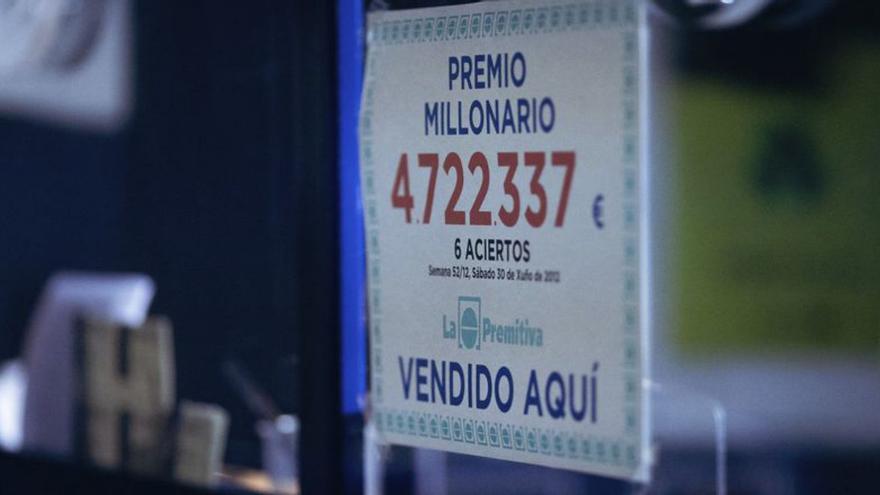 PREMIO
MILLONARIO
4.722.337 €
6 ACIERTOS
Semana 52/12, Sábado 30 de Xuño de 2012
La Premitiva
VENDIDO AQUÍ
H